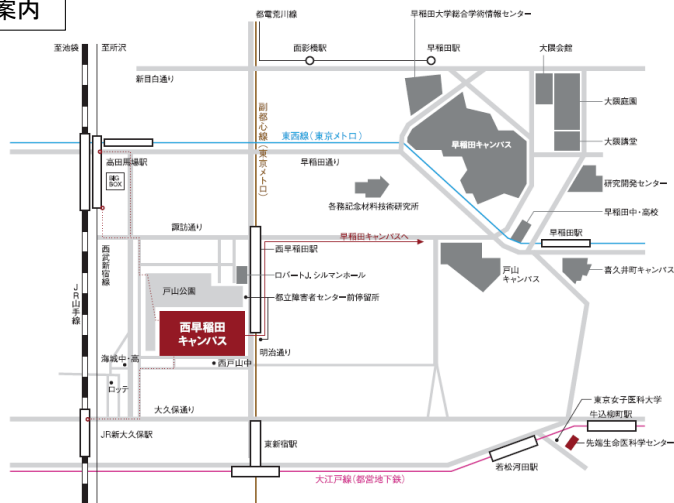 案内
都電荒川線
早稲田大学総合学術情報センター
至池袋
至所沢
面影橋駅
早稲田駅
大隈会館
新目白通り
大隈庭園
副都心線(東京メトロ)
東西線(東京メトロ)
早稲田キャンパス
大隈講堂
高田馬場駅
早稲田通り
BIG
BOX
研究開発センター
各務記念材料技術研究所
早稲田中・高校
諏訪通り
早稲田キャンパスへ
早稲田駅
西早稲田駅
西武新宿線
ロバートJ.シルマンホール
戸山
キャンパス
喜久井町キャンパス
戸山公園
都立障害者センター前停留所
JR山手線
西早稲田
キャンパス
明治通り
海城中・高
西戸山中
ロッテ
東京女子医科大学
大久保通り
牛込柳町駅
JR新大久保駅
東新宿駅
先端生命医科学センター
若松河田駅
大江戸線(都営地下鉄)